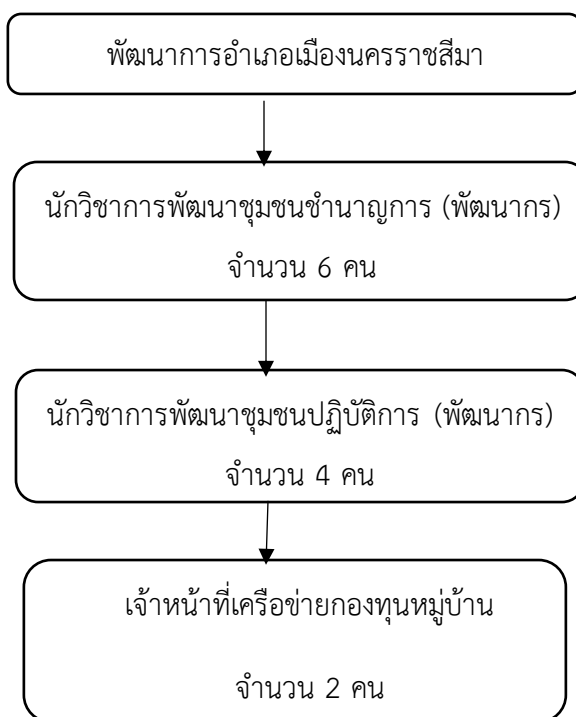 พัฒนาการอำเภอเมืองนครราชสีมา
นักวิชาการพัฒนาชุมชนชำนาญการ (พัฒนากร)
จำนวน 6 คน
นักวิชาการพัฒนาชุมชนปฏิบัติการ (พัฒนากร)
จำนวน 4 คน
เจ้าหน้าที่เครือข่ายกองทุนหมู่บ้าน
จำนวน 2 คน